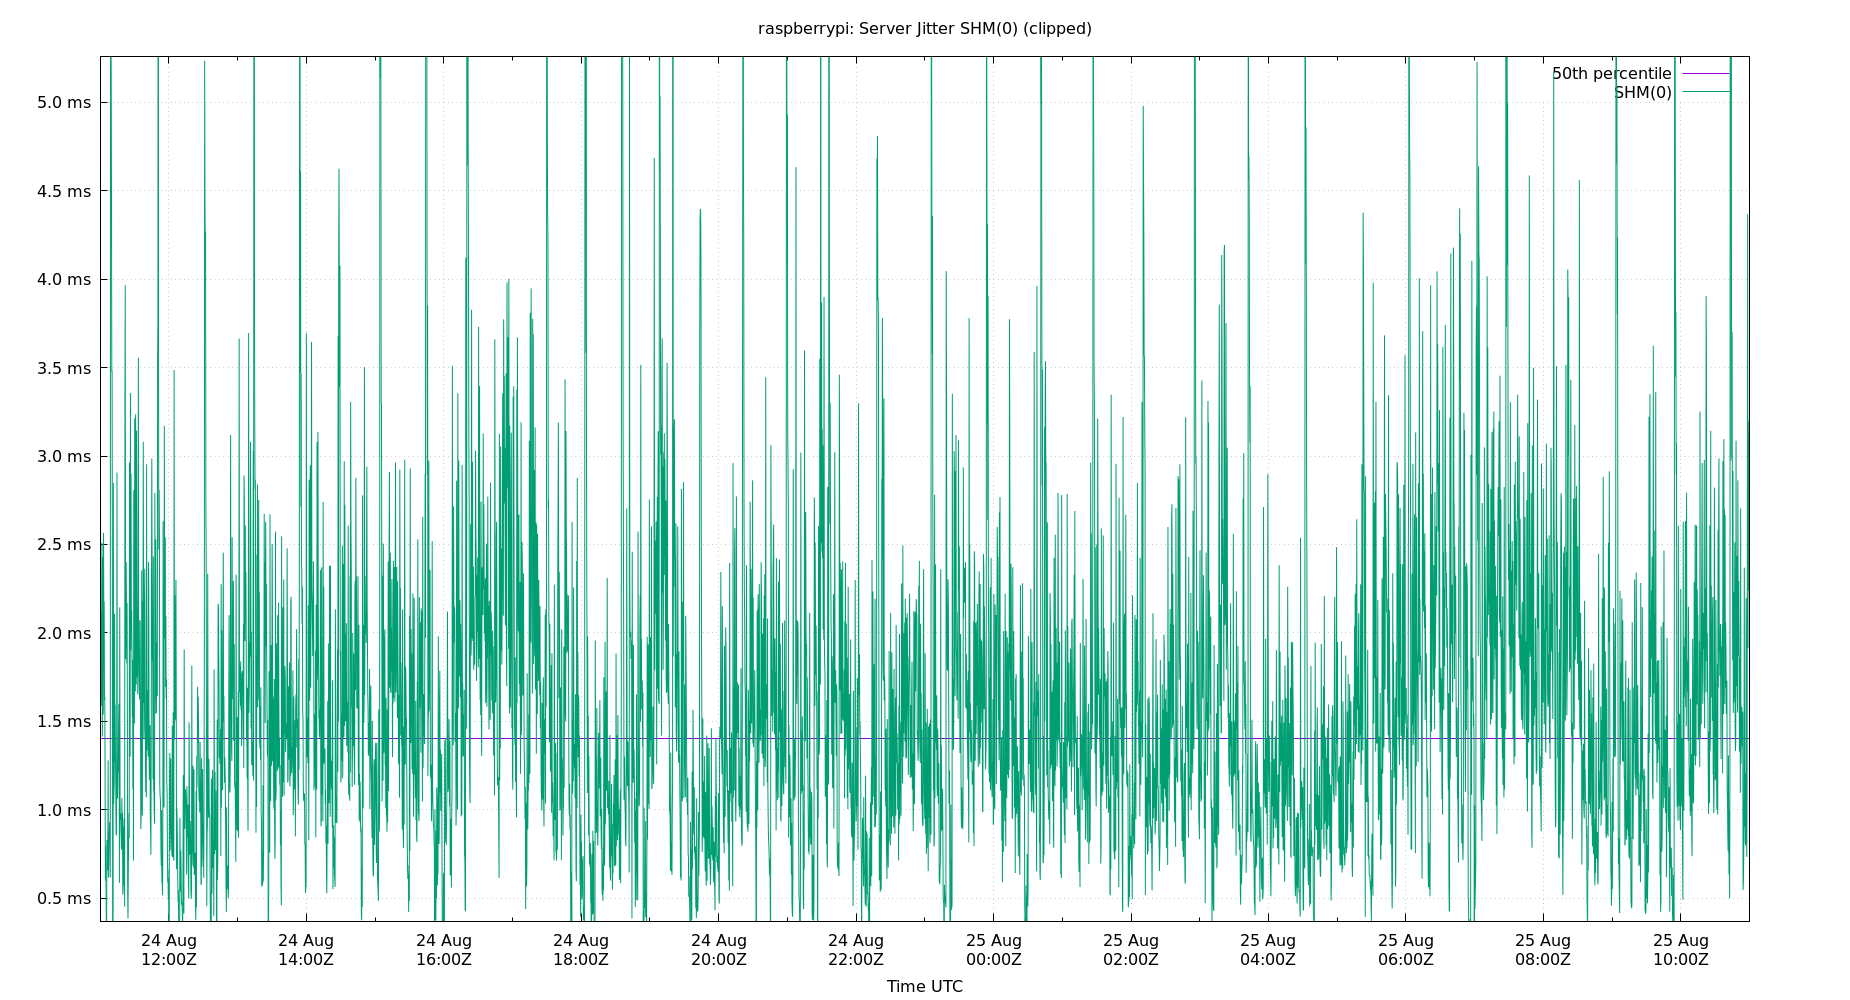 raspberrypi: Server Jitter SHM(0) (clipped)
50th percentile
SHM(0)
5.0 ms
4.5 ms
4.0 ms
3.5 ms
3.0 ms
2.5 ms
2.0 ms
1.5 ms
1.0 ms
0.5 ms
24 Aug 24 Aug 24 Aug 24 Aug 24 Aug 24 Aug 25 Aug 25 Aug 25 Aug 25 Aug 25 Aug 25 Aug
12:00Z 14:00Z 16:00Z 18:00Z 20:00Z 22:00Z 00:00Z 02:00Z 04:00Z 06:00Z 08:00Z 10:00Z
Time UTC